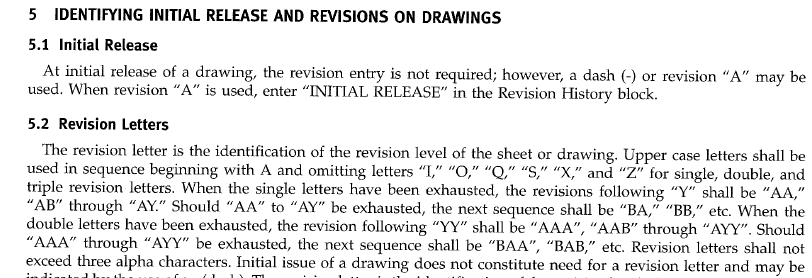 5 IDENTIFYING INITIAL RELEASE AND REVISIONS ON DRAWINGS
5.1 Initial Release
At initial release of a drawing, the revision entry is not required; however, a dash (-) or revision “A” may be
used. When revision “A” is used, enter “INITIAL RELEASE” in the Revision History block.
5.2 Revision Letters
The revision letter is the identification of the revision level of the sheet or drawing. Upper case letters shall be
used in sequence beginning with A and omitting letters “I,” “O,” “Q,” “S,” “X,” and “Z” for single, double, and
triple revision letters. When the single letters have been exhausted, the revisions following “Y” shall be “AA,”
“AB” through “AY.” Should “AA” to “AY” be exhausted, the next sequence shall be “BA,” “BB,” etc. When the
double letters have been exhausted, the revision following “YY” shall be “AAA”, “AAB” through “AYY”. Should
“AAA” through “AYY” be exhausted, the next sequence shall be “BAA”, “BAB,” etc. Revision letters shall not
exceed three alpha characters. Initial issue of a drawing does not constitute need for a revision letter and may be